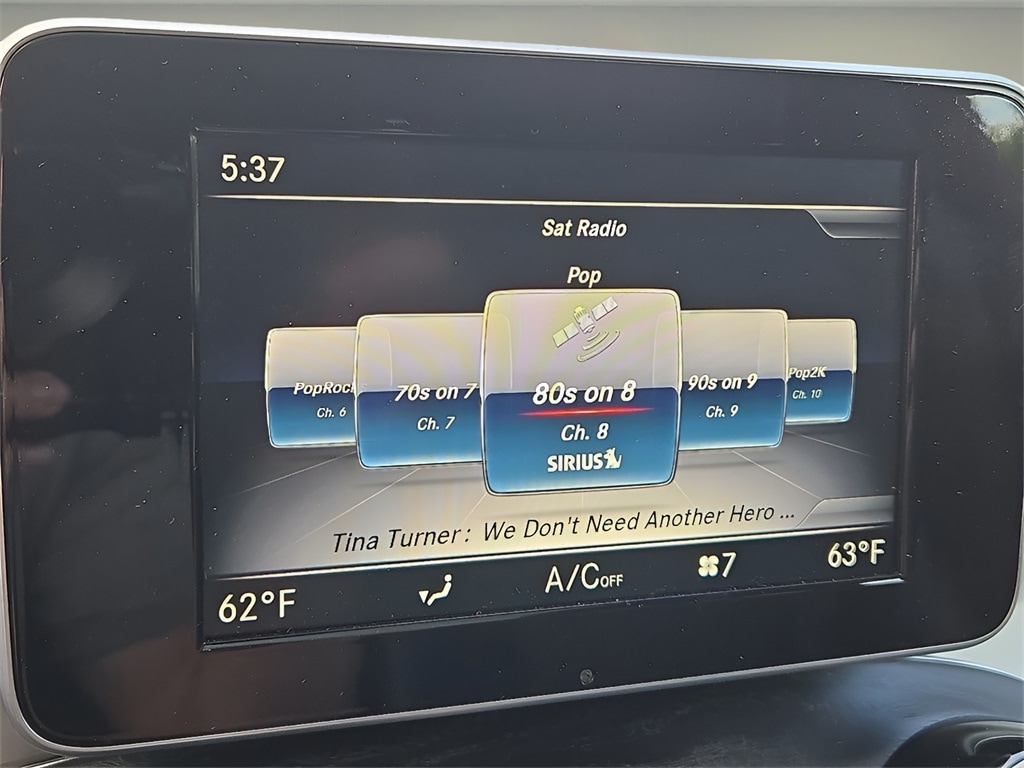 5:37
Sat Radio
Pop
PopRock
Ch. 6
70s on 7
Ch. 7
80s on 8
Ch. 8
SIRIUS
90s on 9
Ch. 9
Pop2K
Ch. 10
Tina Turner: We Don't Need Another Hero ...
62°F
A/C OFF
7
63°F